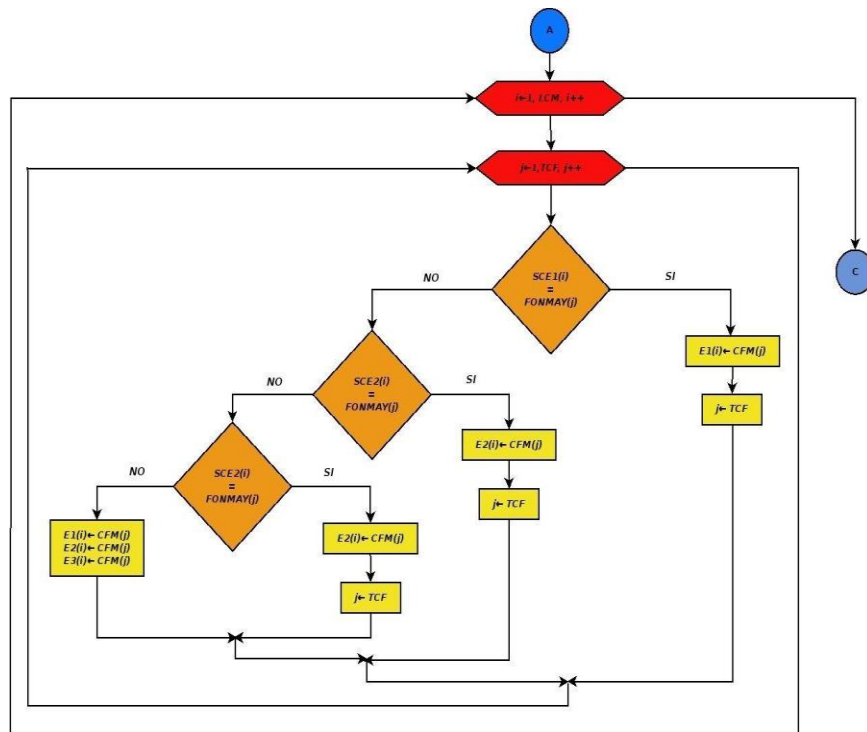 A
i←1, LCM, i++
j←1,TCF, j++
C
SCE1(i)
=
FONMAY(j)
NO
SI
E1(i)← CFM(j)
j← TCF
SCE2(i)
=
FONMAY(j)
NO
SI
E2(i)← CFM(j)
j← TCF
SCE2(i)
=
FONMAY(j)
NO
SI
E1(i)← CFM(j)
E2(i)← CFM(j)
E3(i)← CFM(j)
E2(i)← CFM(j)
j← TCF